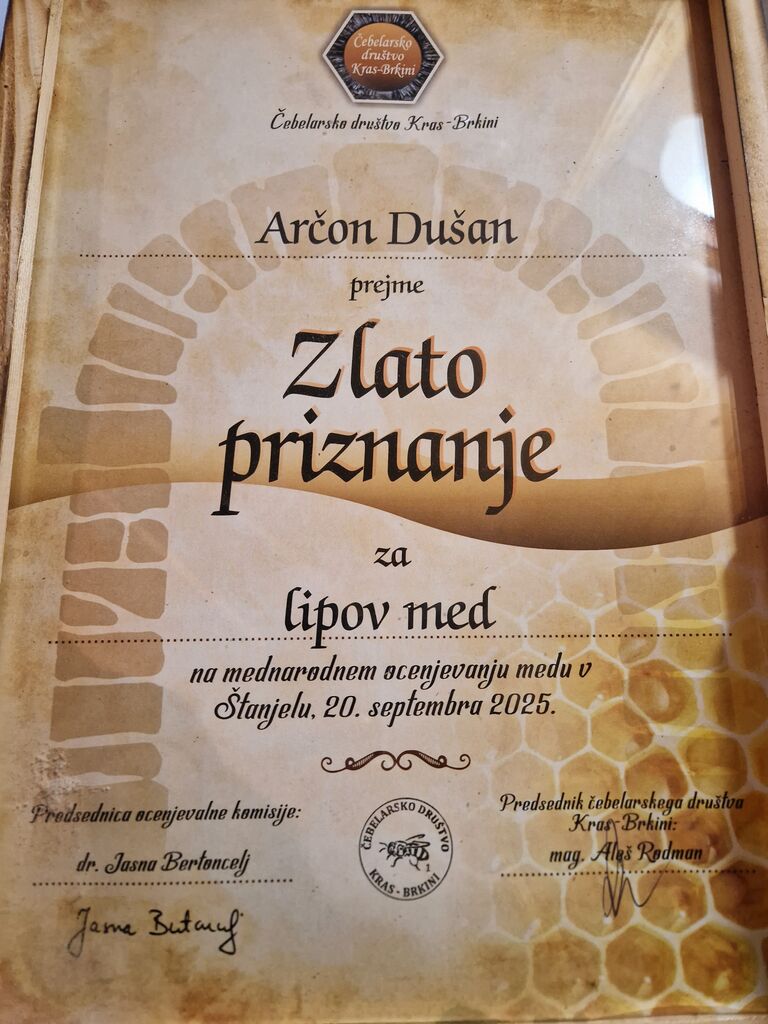 Čebelarsko
društvo
Kras-Brkini
Čebelarsko društvo Kras-Brkini
Arčon Dušan
prejme
Zlato
priznanje
za
lipov med
na mednarodnem ocenjevanju medu v
Štanjelu, 20. septembra 2025.
Predsednica ocenjevalne komisije:
dr. Jasna Bertoncelj
ČEBELARSKO DRUŠTVO
KRAS - BRKINI
1
Predsednik čebelarskega društva
Kras-Brkini:
mag. Aleš Rodman